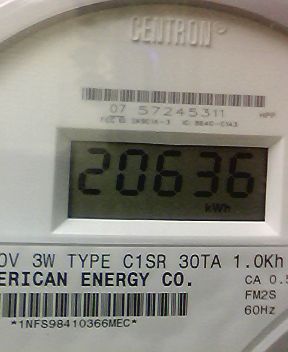 CENTRON®
07 57245311 HPP
20636
kWh
0V 3W TYPE C1SR 30TA 1.0Kh
ERICAN ENERGY CO. CA 0.5
FM2S
60Hz
*1NFS98410366MEC*